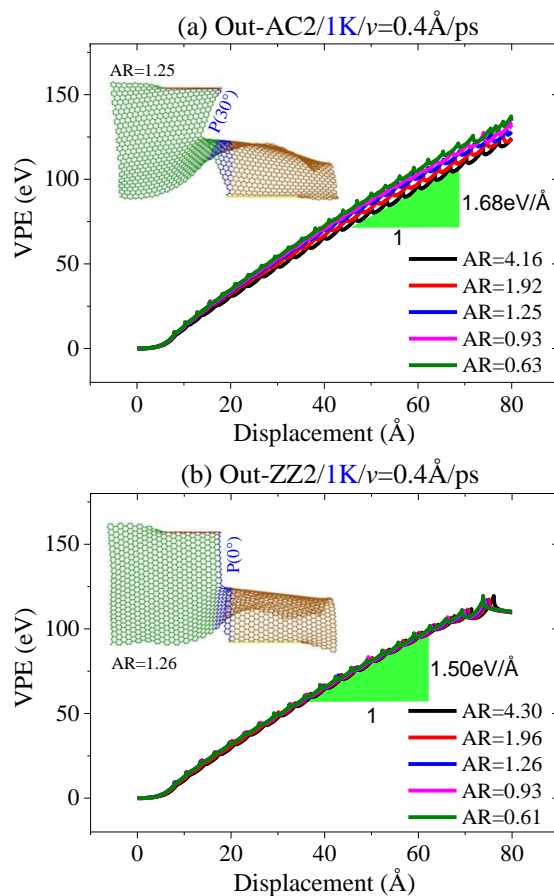 (a) Out-AC2/1K/v=0.4Å/ps
AR=1.25
P(30°)
150
100
50
0
VPE (eV)
1.68eV/Å
1
AR=4.16
AR=1.92
AR=1.25
AR=0.93
AR=0.63
0 20 40 60 80
Displacement (Å)
(b) Out-ZZ2/1K/v=0.4Å/ps
P(0°)
AR=1.26
150
100
50
0
VPE (eV)
1.50eV/Å
1
AR=4.30
AR=1.96
AR=1.26
AR=0.93
AR=0.61
0 20 40 60 80
Displacement (Å)